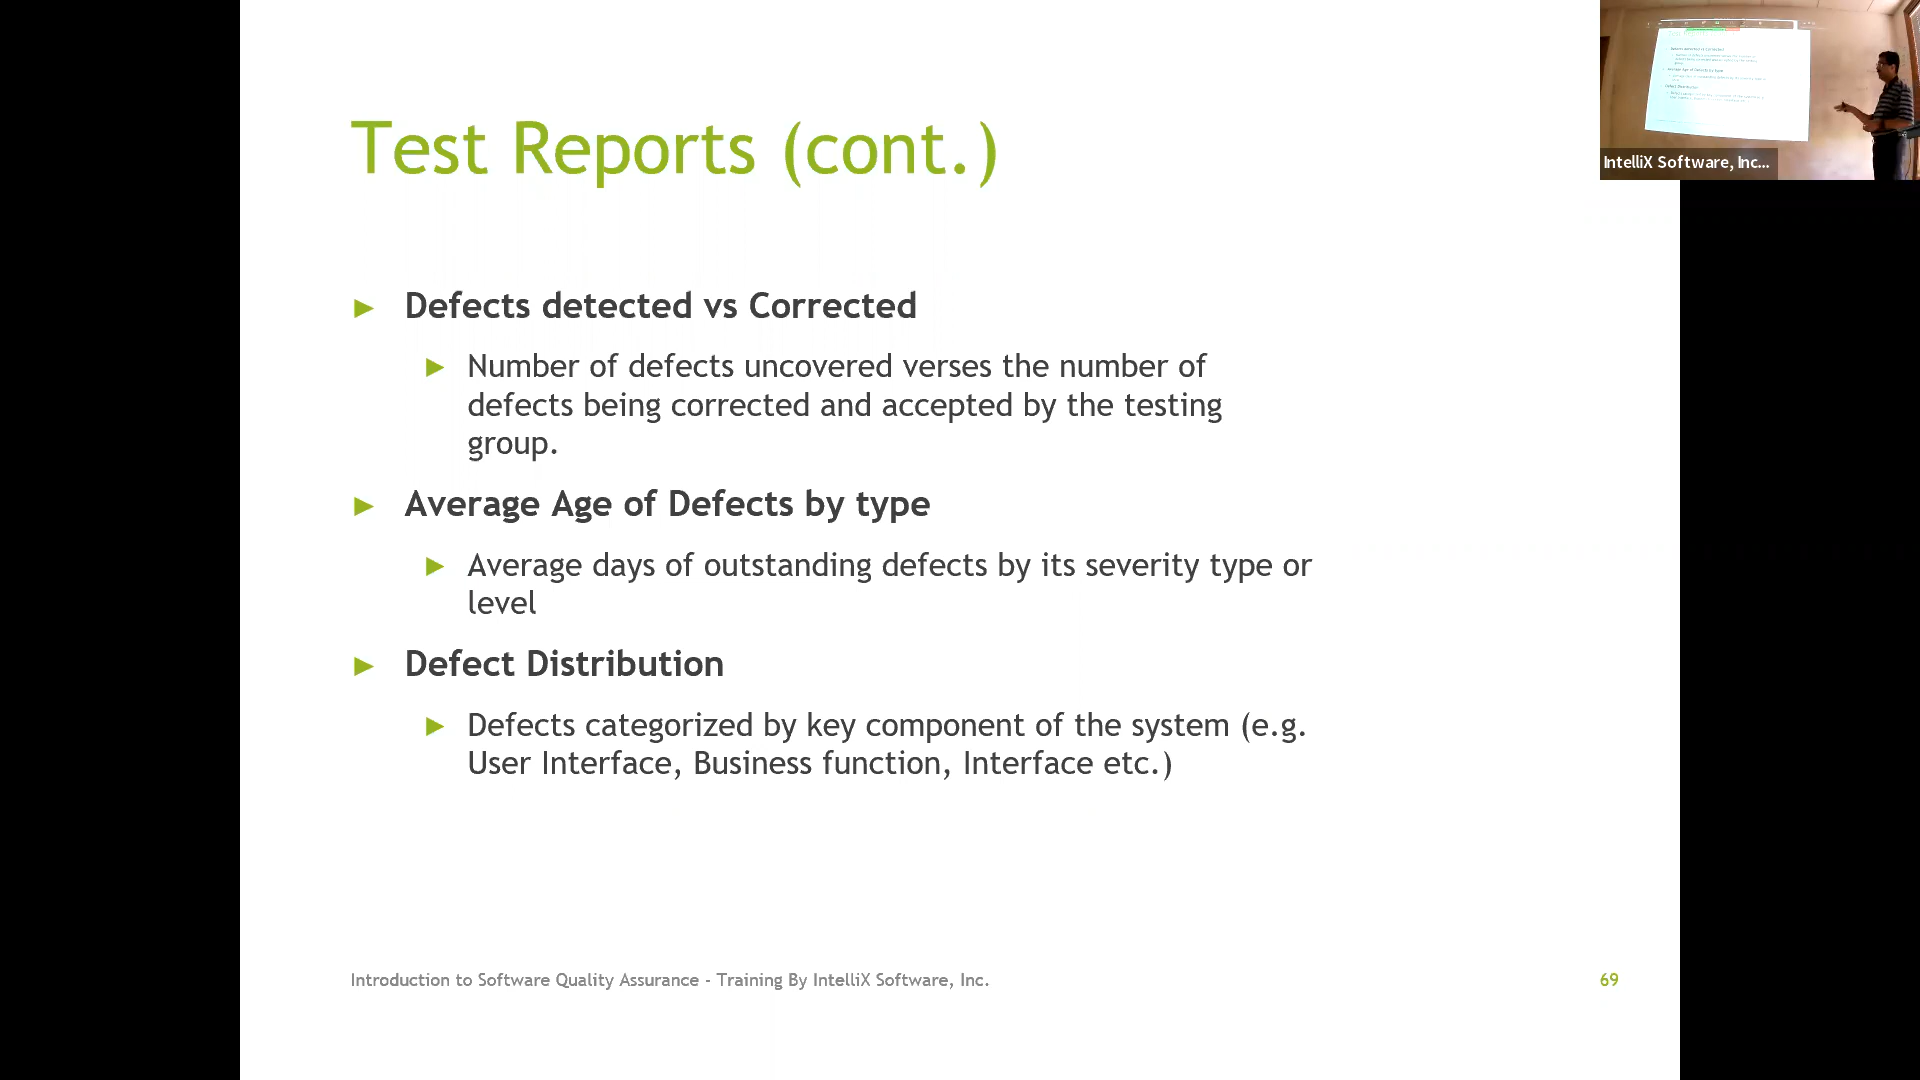 Test Reports (cont.)
► Defects detected vs Corrected
► Number of defects uncovered verses the number of
defects being corrected and accepted by the testing
group.
► Average Age of Defects by type
► Average days of outstanding defects by its severity type or
level
► Defect Distribution
► Defects categorized by key component of the system (e.g.
User Interface, Business function, Interface etc.)
Introduction to Software Quality Assurance - Training By IntelliX Software, Inc.
69
IntelliX Software, Inc...